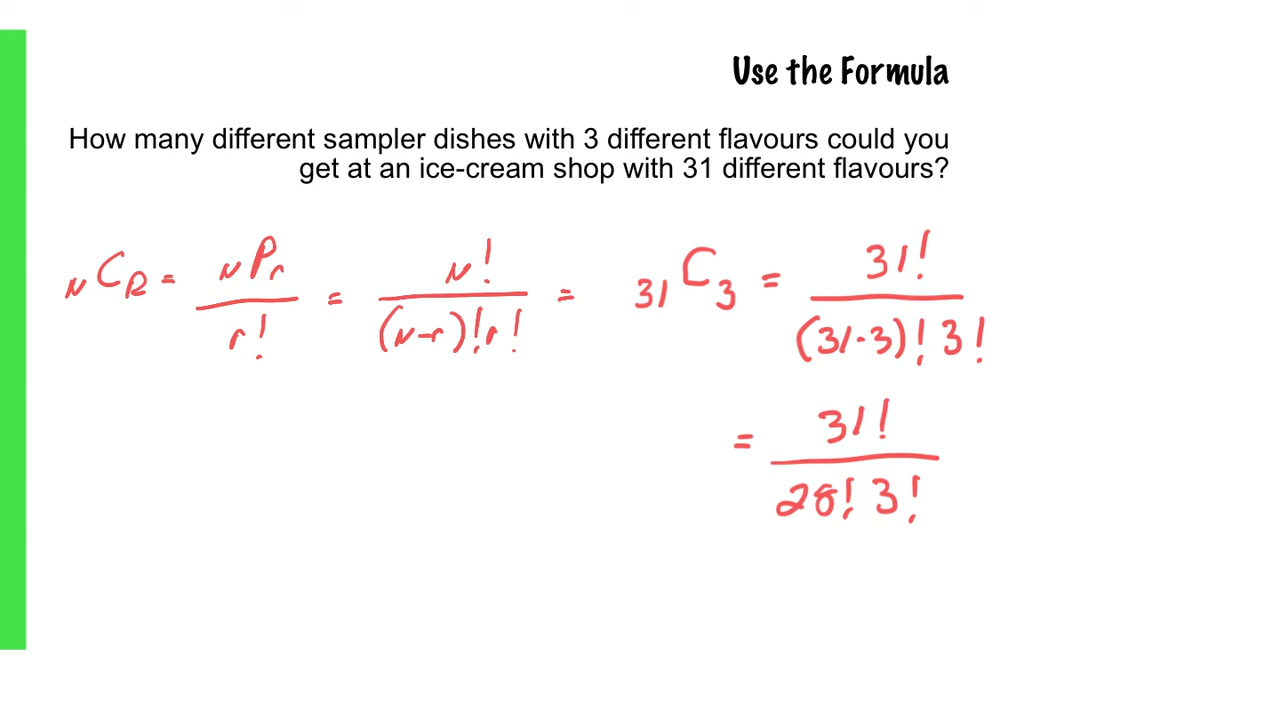 Use the Formula
How many different sampler dishes with 3 different flavours could you
get at an ice-cream shop with 31 different flavours?
nCR = nPr / r! = n! / (n-r)! r! = 31C3 = 31! / (31-3)! 3!
= 31! / 28! 3!